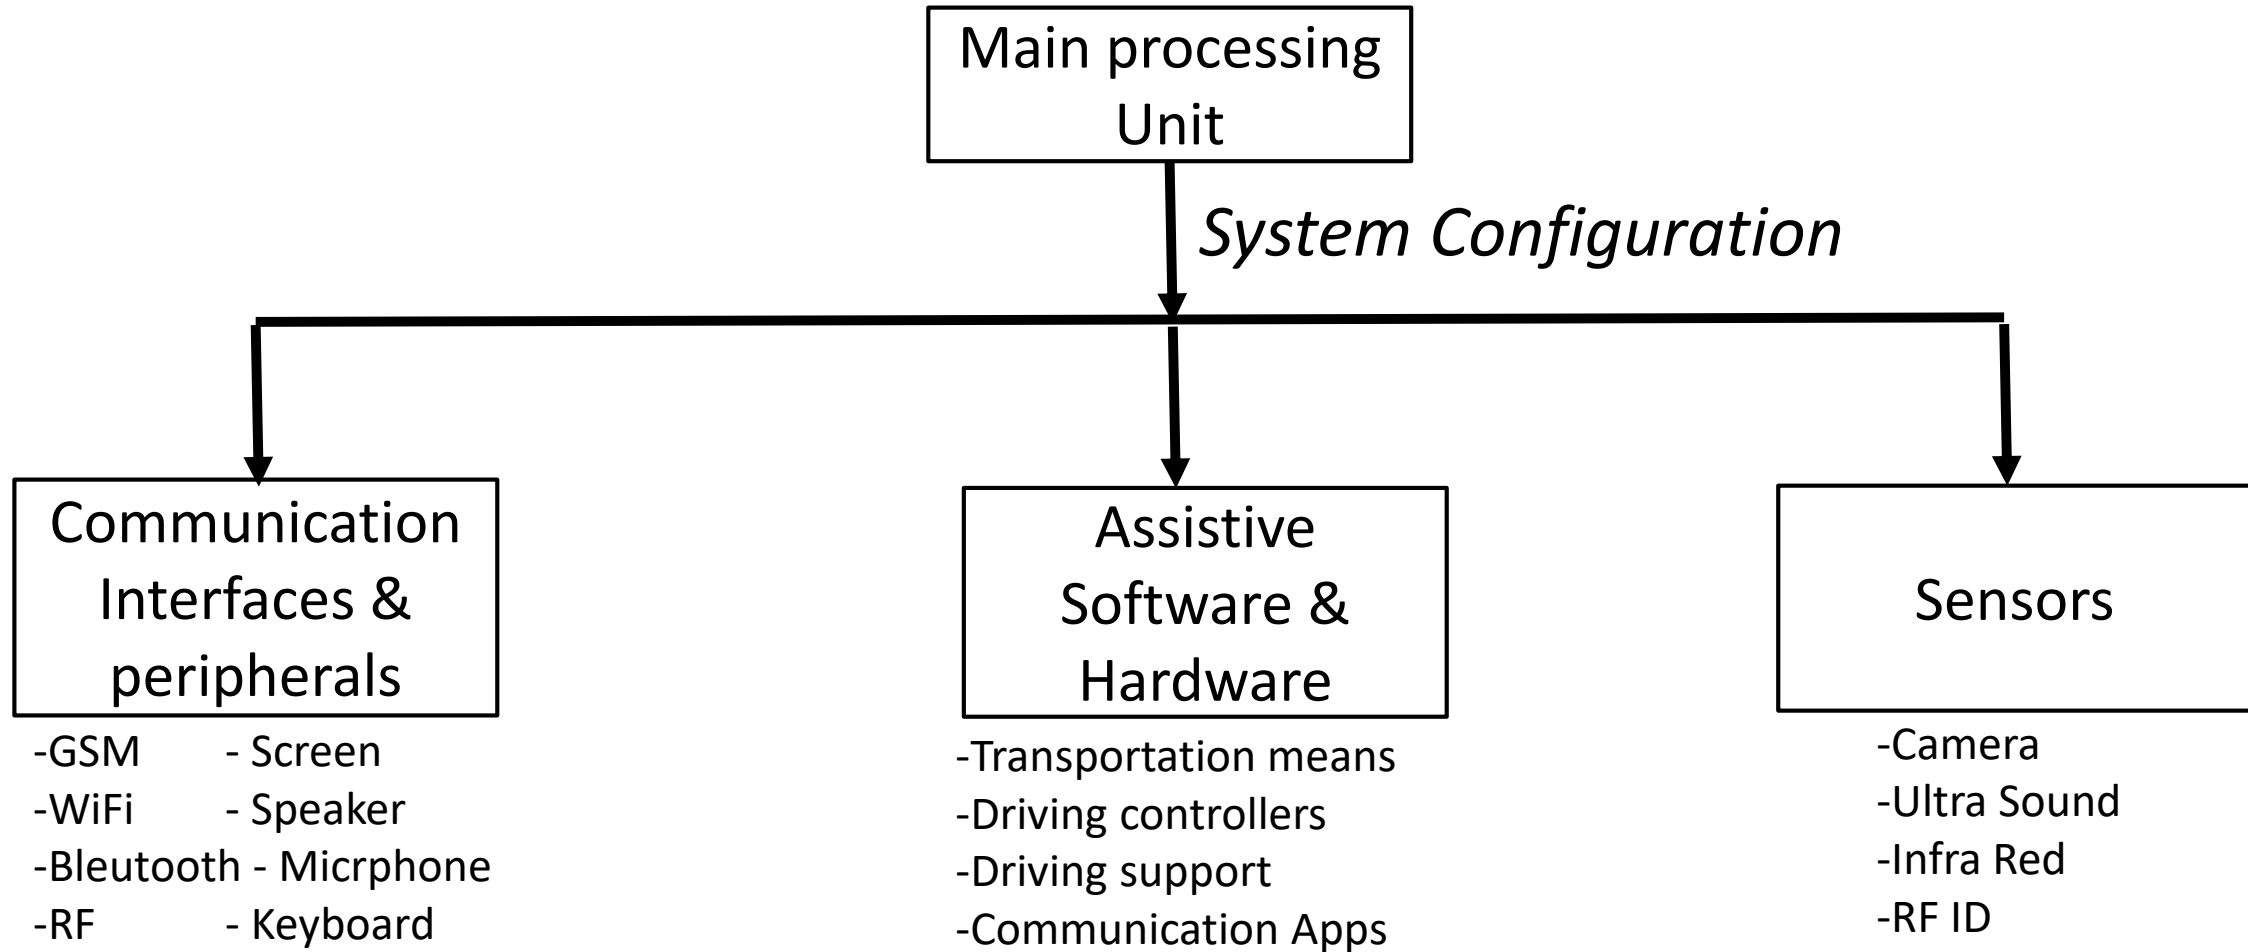 Main processing
Unit
System Configuration
Communication
Interfaces &
peripherals
-GSM - Screen
-WiFi - Speaker
-Bleutooth - Micrphone
-RF - Keyboard
Assistive
Software &
Hardware
-Transportation means
-Driving controllers
-Driving support
-Communication Apps
Sensors
-Camera
-Ultra Sound
-Infra Red
-RF ID